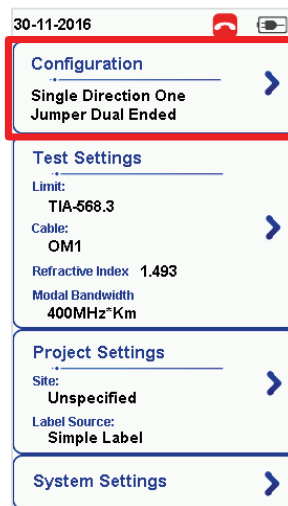 30-11-2016
Configuration
Single Direction One
Jumper Dual Ended
Test Settings
Limit:
TIA-568.3
Cable:
OM1
Refractive Index 1.493
Modal Bandwidth
400MHz*Km
Project Settings
Site:
Unspecified
Label Source:
Simple Label
System Settings